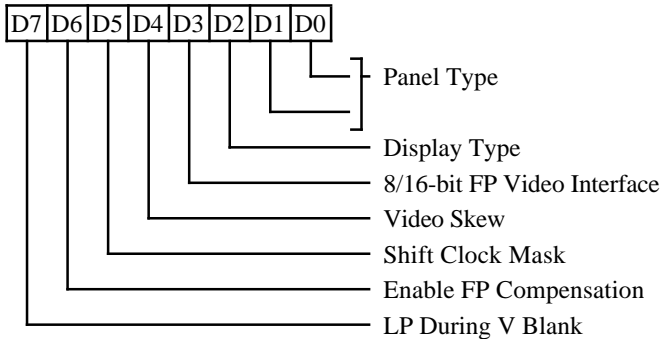 D7 D6 D5 D4 D3 D2 D1 D0
Panel Type
Display Type
8/16-bit FP Video Interface
Video Skew
Shift Clock Mask
Enable FP Compensation
LP During V Blank